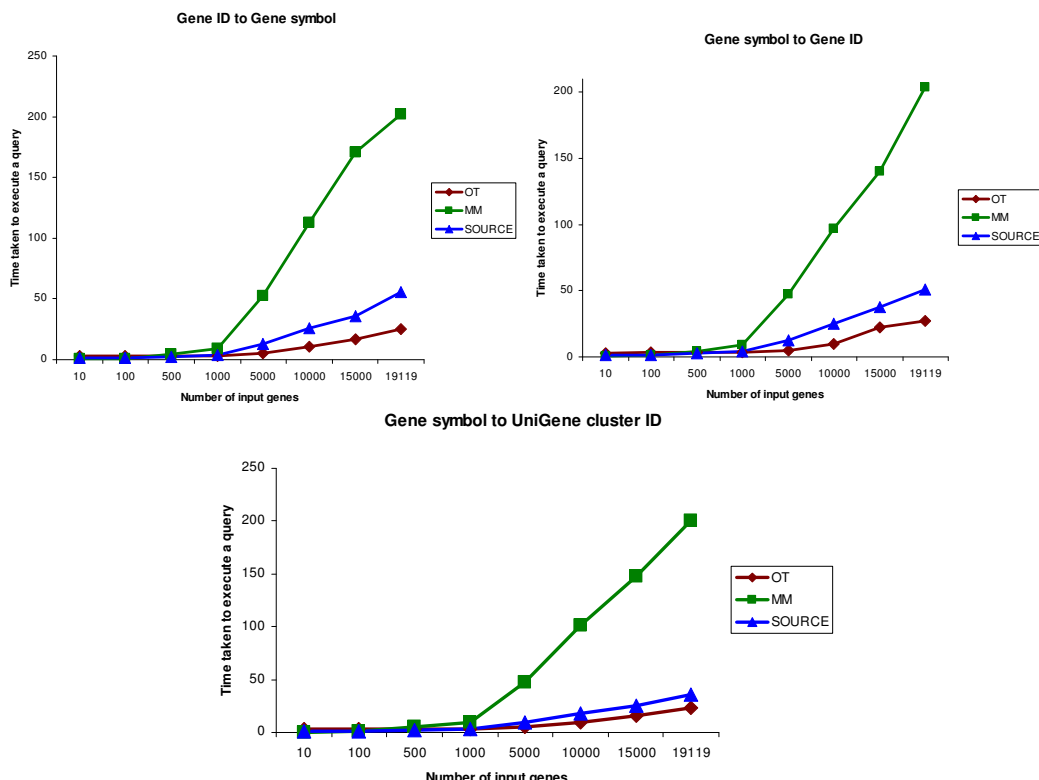 Gene ID to Gene symbol
250
200
150
100
50
0
Time taken to execute a query
10 100 500 1000 5000 10000 15000 19119
Number of input genes
OT
MM
SOURCE
Gene symbol to Gene ID
200
150
100
50
0
Time taken to execute a query
10 100 500 1000 5000 10000 15000 19119
Number of input genes
OT
MM
SOURCE
Gene symbol to UniGene cluster ID
250
200
150
100
50
0
Time taken to execute a query
10 100 500 1000 5000 10000 15000 19119
Number of input genes
OT
MM
SOURCE